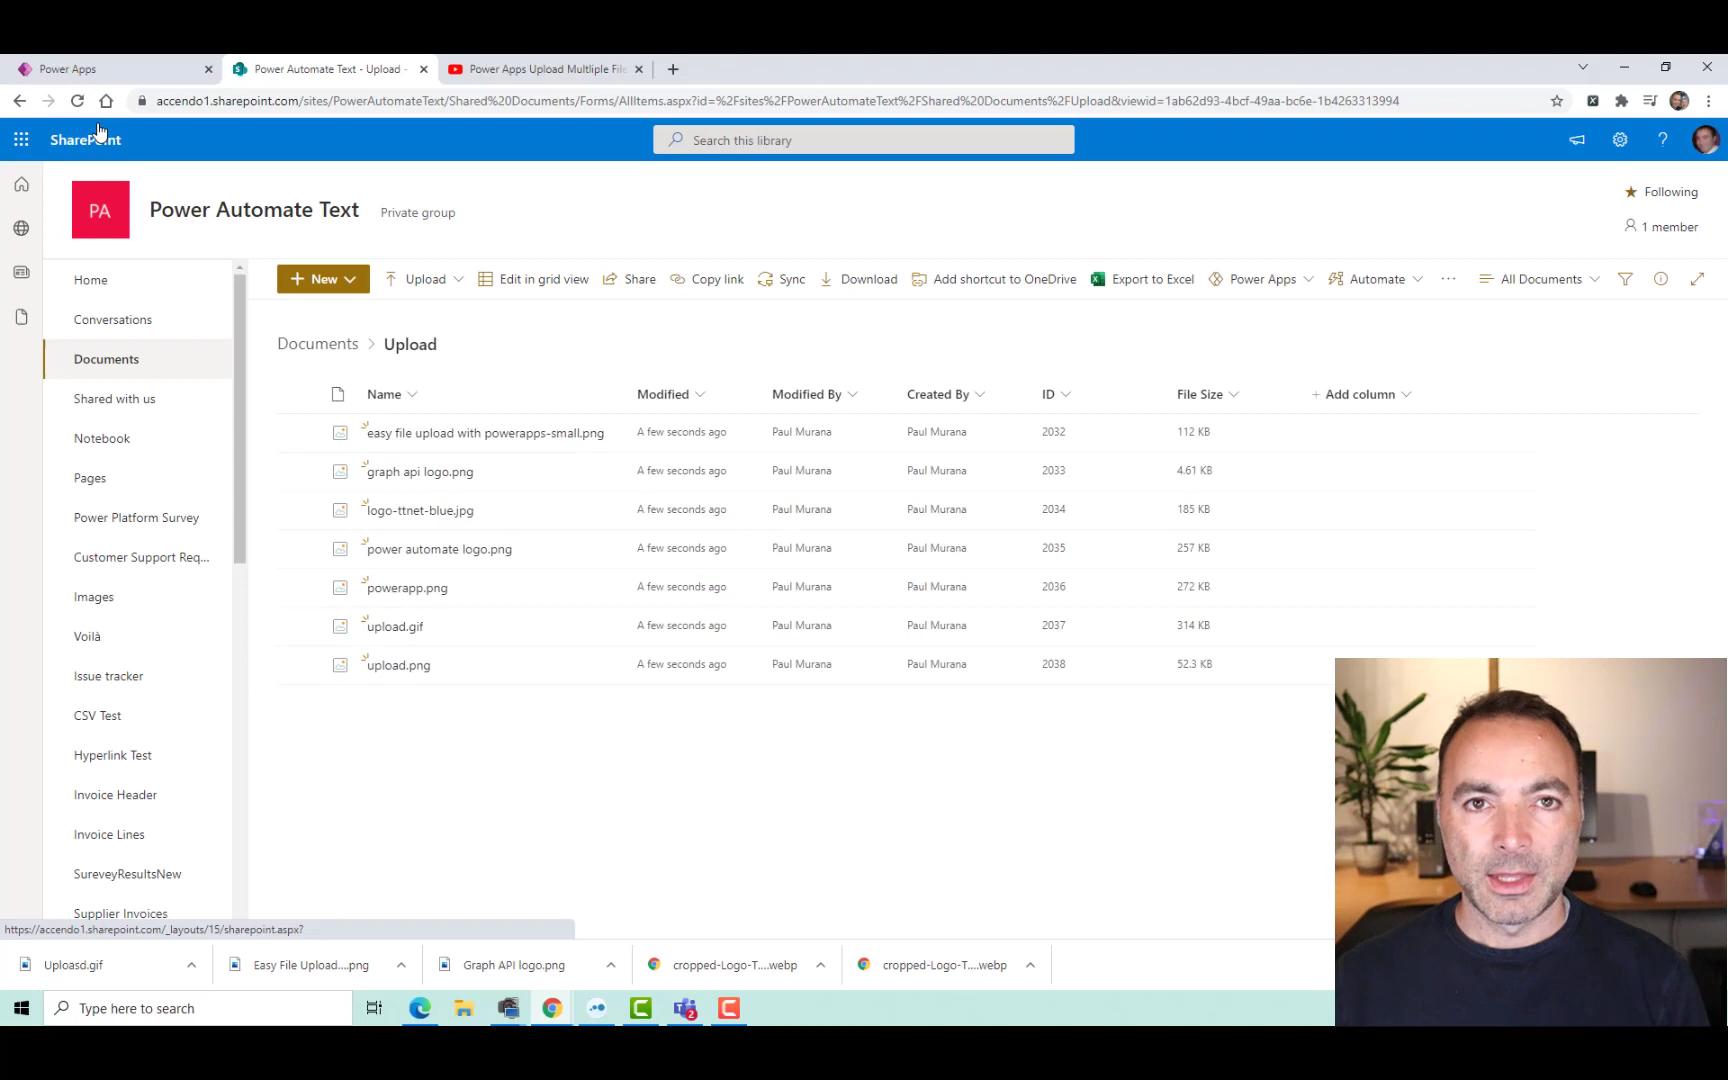 Power Apps
Power Automate Text - Upload -
Power Apps Upload Multiple File
accendo1.sharepoint.com/sites/PowerAutomateText/Shared%20Documents/Forms/AllItems.aspx?id=%2Fsites%2FPowerAutomateText%2FShared%20Documents%2FUpload&viewid=1ab62d93-4bcf-49aa-bc6e-1b4263313994
SharePoint
Search this library
PA
Power Automate Text
Private group
Following
1 member
Home
Conversations
Documents
Shared with us
Notebook
Pages
Power Platform Survey
Customer Support Req...
Images
Voilà
Issue tracker
CSV Test
Hyperlink Test
Invoice Header
Invoice Lines
SureveyResultsNew
Supplier Invoices
New Upload Edit in grid view Share Copy link Sync Download Add shortcut to OneDrive Export to Excel Power Apps Automate ... All Documents
Documents > Upload
Name Modified Modified By Created By ID File Size + Add column
easy file upload with powerapps-small.png A few seconds ago Paul Murana Paul Murana 2032 112 KB
graph api logo.png A few seconds ago Paul Murana Paul Murana 2033 4.61 KB
logo-ttnet-blue.jpg A few seconds ago Paul Murana Paul Murana 2034 185 KB
power automate logo.png A few seconds ago Paul Murana Paul Murana 2035 257 KB
powerapp.png A few seconds ago Paul Murana Paul Murana 2036 272 KB
upload.gif A few seconds ago Paul Murana Paul Murana 2037 314 KB
upload.png A few seconds ago Paul Murana Paul Murana 2038 52.3 KB
https://accendo1.sharepoint.com/_layouts/15/sharepoint.aspx?
Uploasd.gif
Easy File Upload....png
Graph API logo.png
cropped-Logo-T....webp
cropped-Logo-T....webp
Type here to search
2